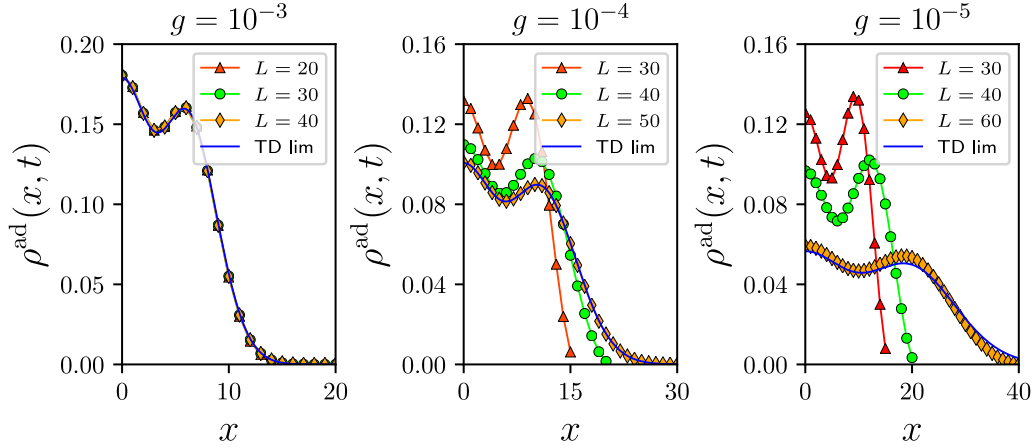 g = 10⁻³
ρᵃᵈ(x, t)
0.20
0.15
0.10
0.05
0.00
L = 20
L = 30
L = 40
TD lim
0
10
20
x
g = 10⁻⁴
ρᵃᵈ(x, t)
0.16
0.12
0.08
0.04
0.00
L = 30
L = 40
L = 50
TD lim
0
15
30
x
g = 10⁻⁵
ρᵃᵈ(x, t)
0.16
0.12
0.08
0.04
0.00
L = 30
L = 40
L = 60
TD lim
0
20
40
x